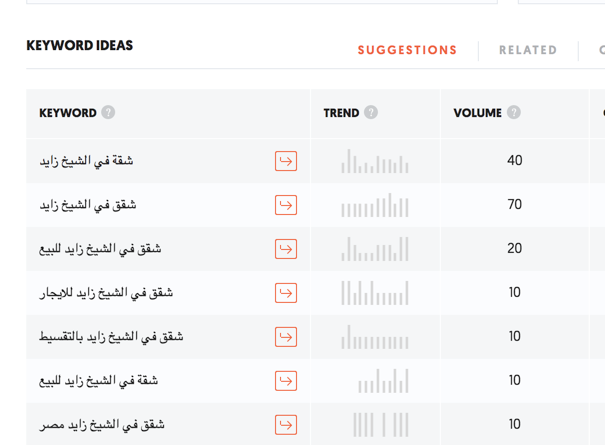 KEYWORD IDEAS
SUGGESTIONS
RELATED
KEYWORD ?
TREND ?
VOLUME ?
شقة في الشيخ زايد 40
شقق في الشيخ زايد 70
شقق في الشيخ زايد للبيع 20
شقق في الشيخ زايد للايجار 10
شقق في الشيخ زايد بالتقسيط 10
شقة في الشيخ زايد للبيع 10
شقق في الشيخ زايد مصر 10